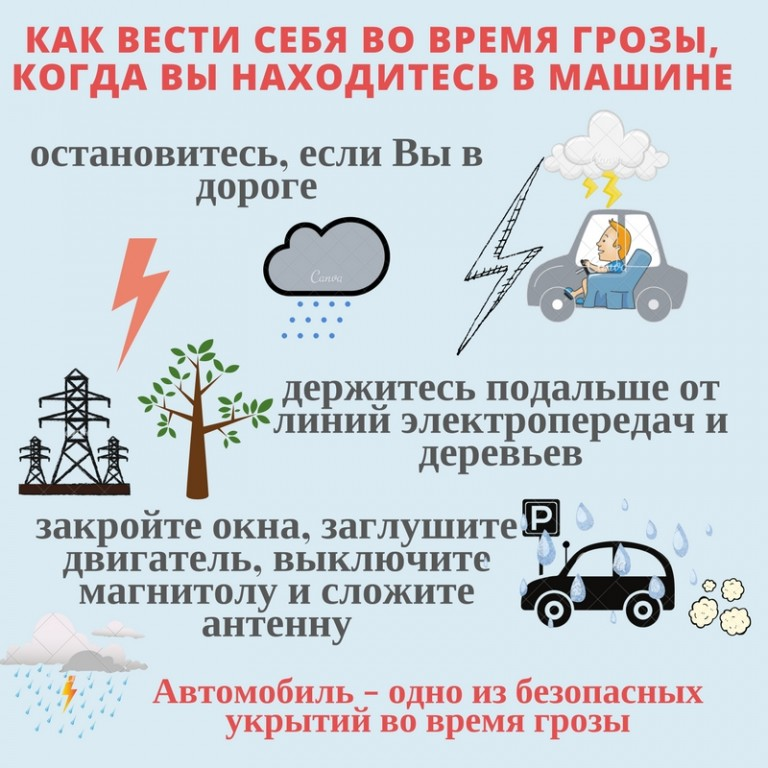 КАК ВЕСТИ СЕБЯ ВО ВРЕМЯ ГРОЗЫ,
КОГДА ВЫ НАХОДИТЕСЬ В МАШИНЕ
остановитесь, если Вы в
дороге
Canva
Canva
держитесь подальше от
линий электропередач и
деревьев
закройте окна, заглушите
P
двигатель, выключите
магнитолу и сложите
антенну
Автомобиль – одно из безопасных
укрытий во время грозы